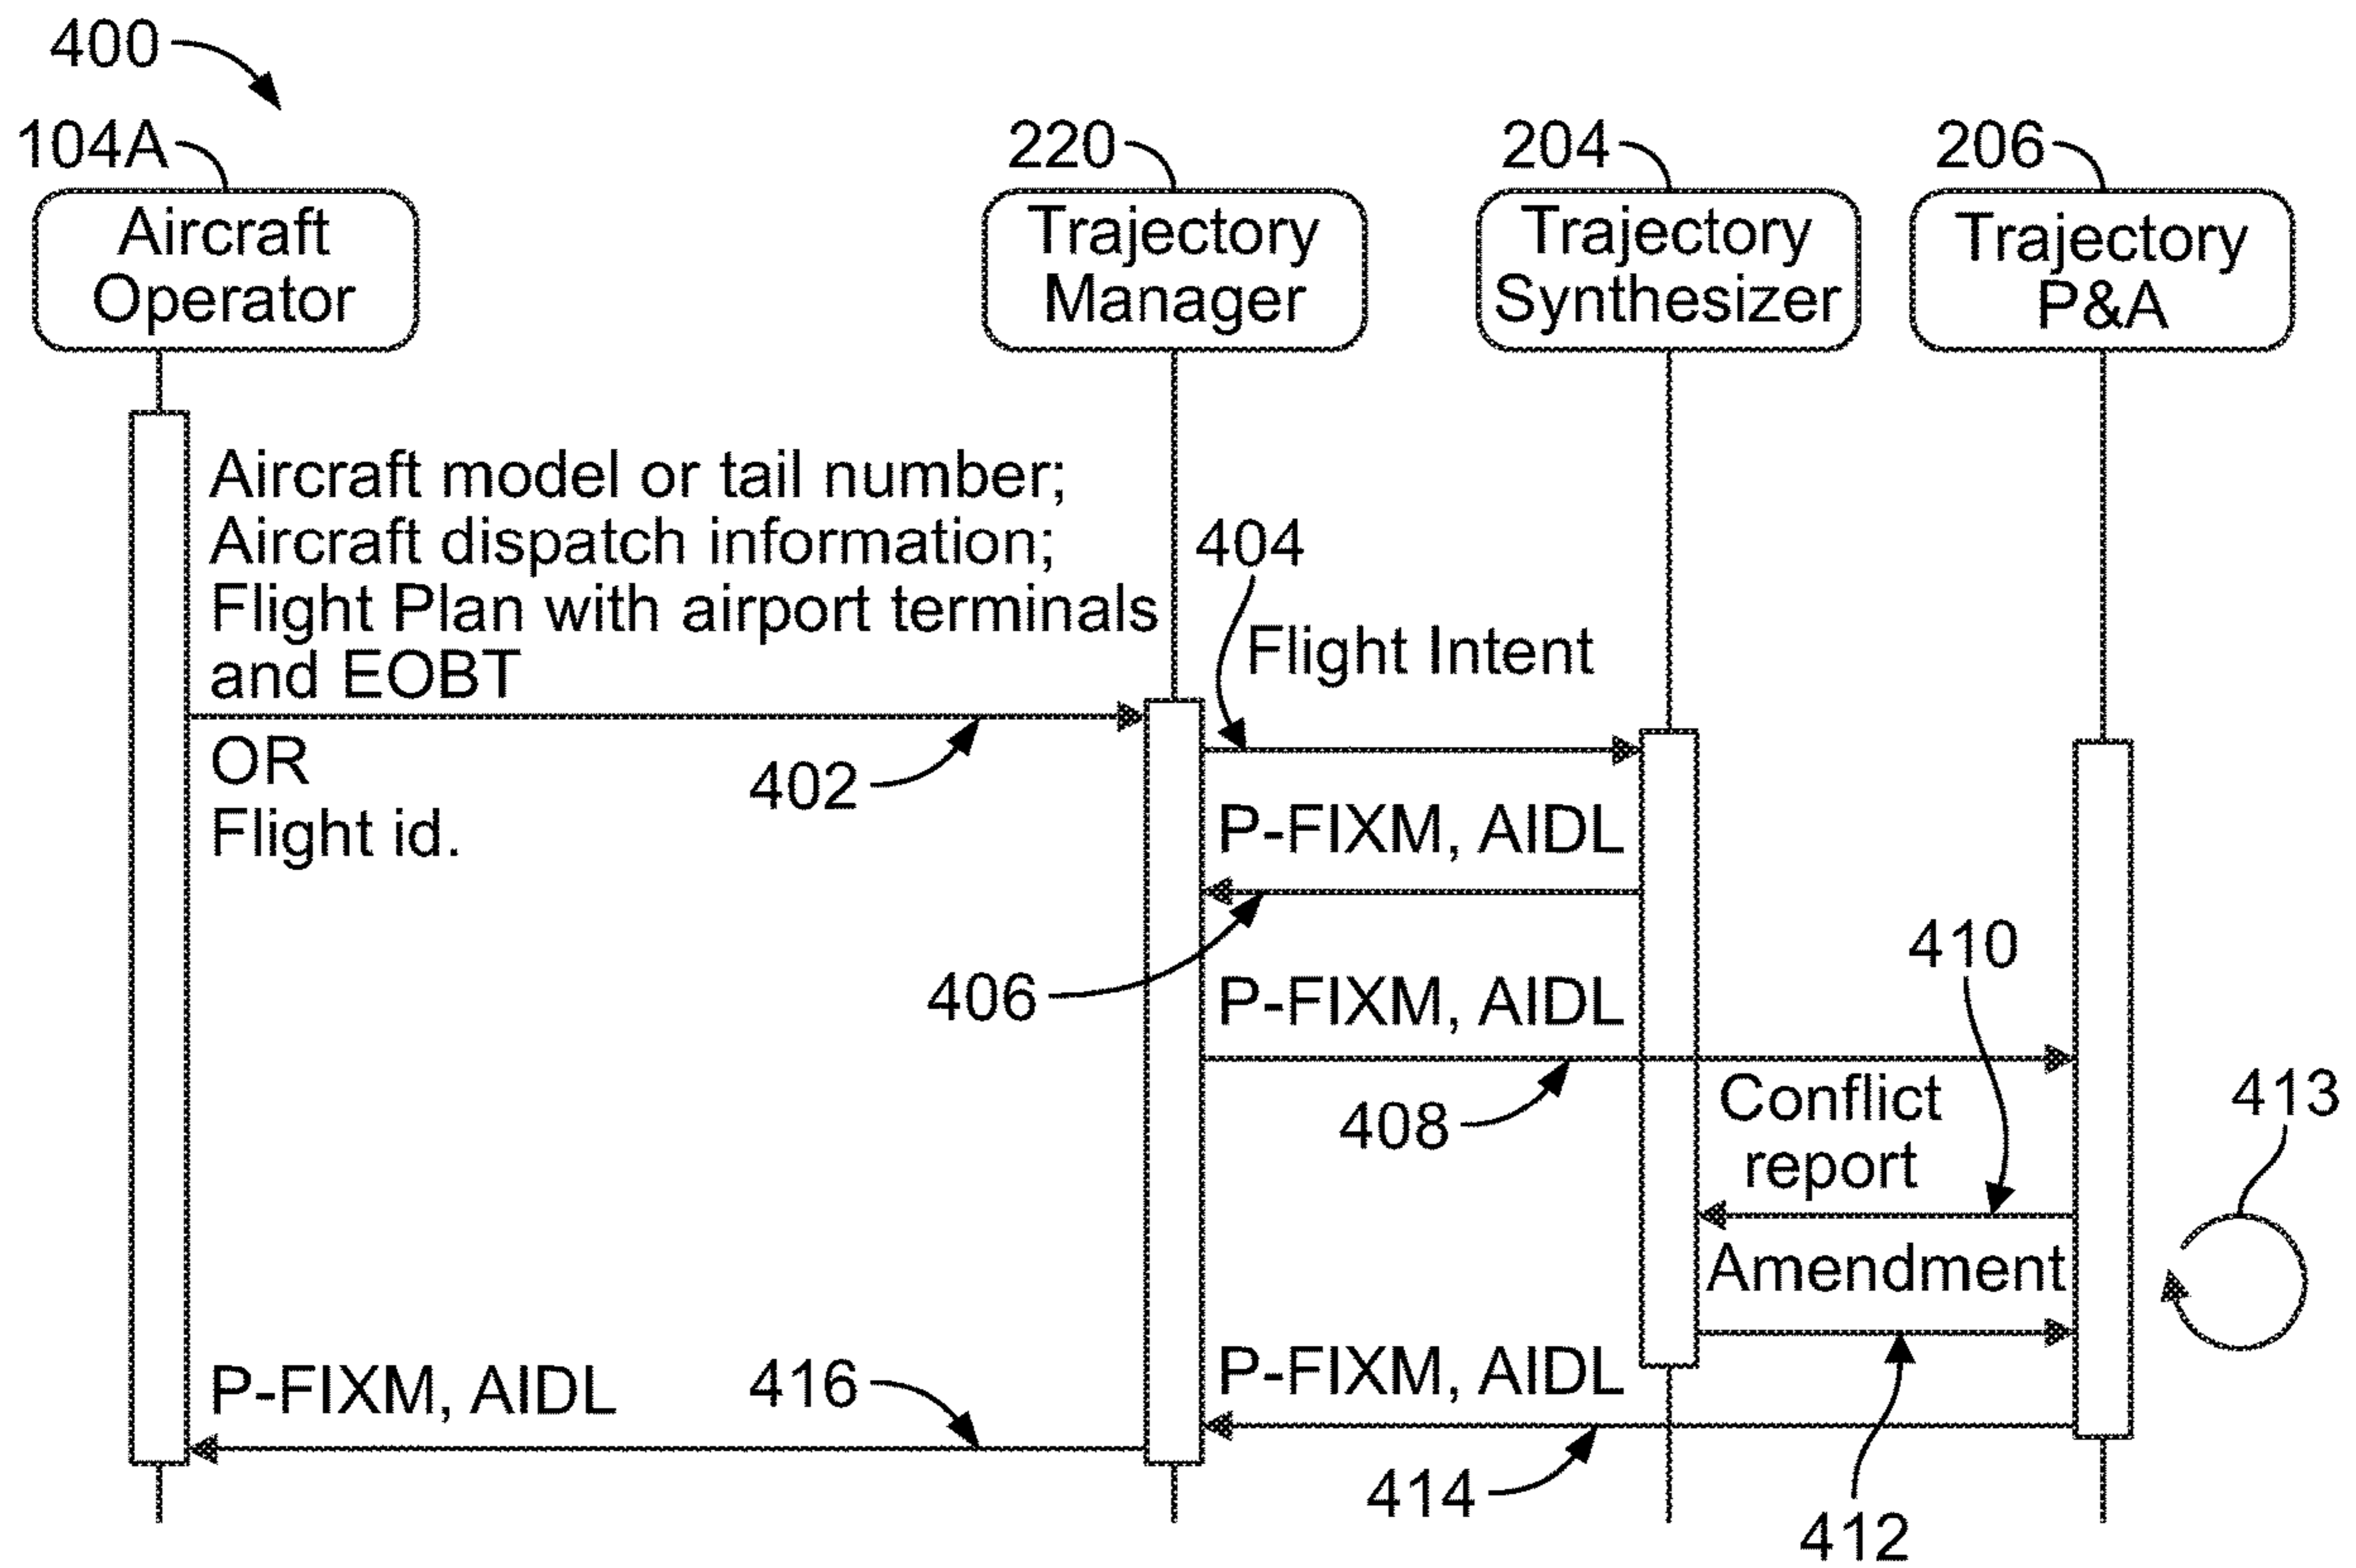 400
104A
220
204
206
Aircraft
Operator
Trajectory
Manager
Trajectory
Synthesizer
Trajectory
P&A
Aircraft model or tail number;
Aircraft dispatch information;
Flight Plan with airport terminals
and EOBT
404
Flight Intent
OR
Flight id.
402
P-FIXM, AIDL
406
P-FIXM, AIDL
410
408
Conflict
report
413
Amendment
P-FIXM, AIDL
416
P-FIXM, AIDL
414
412